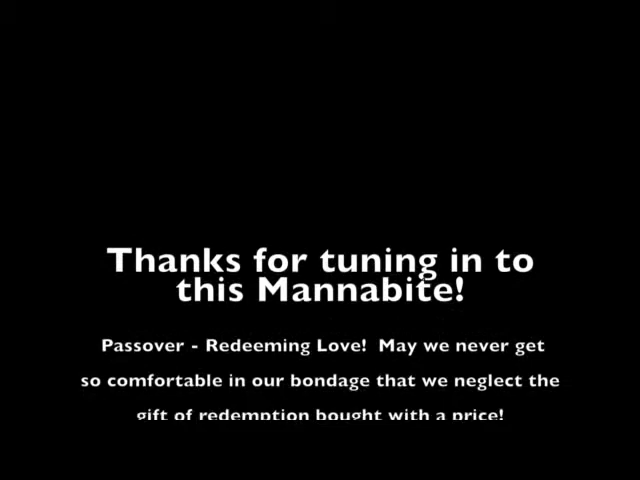 Thanks for tuning in to
this Mannabite!
Passover - Redeeming Love!  May we never get
so comfortable in our bondage that we neglect the
gift of redemption bought with a price!